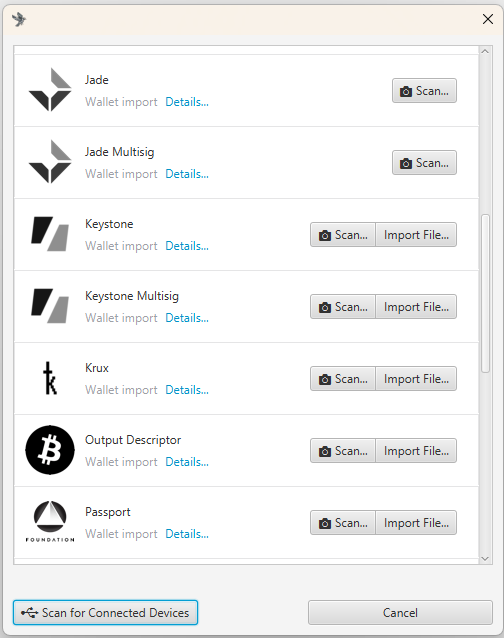 Jade
Wallet import Details...
Scan...
Jade Multisig
Wallet import Details...
Scan...
Keystone
Wallet import Details...
Scan... Import File...
Keystone Multisig
Wallet import Details...
Scan... Import File...
Krux
Wallet import Details...
Scan... Import File...
Output Descriptor
Wallet import Details...
Scan... Import File...
Passport
Wallet import Details...
FOUNDATION
Scan... Import File...
Scan for Connected Devices
Cancel